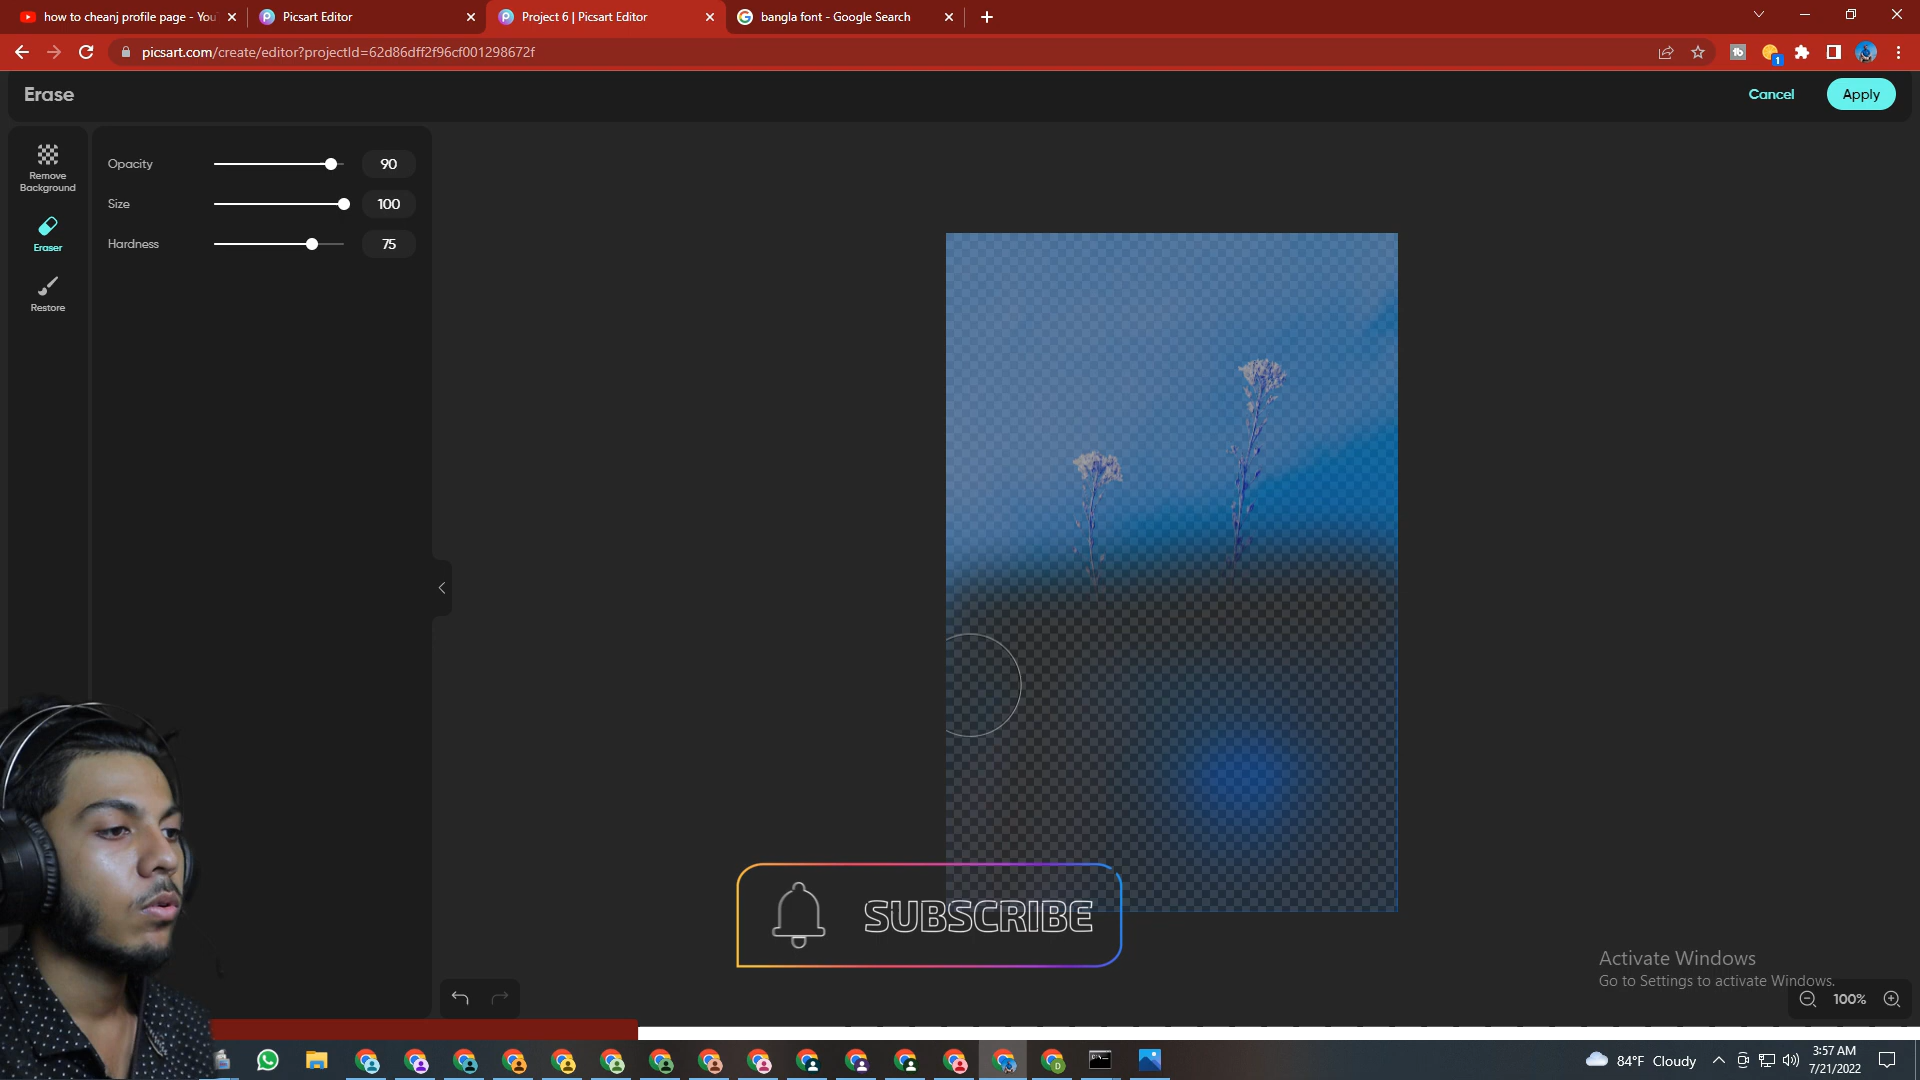 how to cheanj profile page - You
Picsart Editor
Project 6 | Picsart Editor
bangla font - Google Search
picsart.com/create/editor?projectId=62d86dff2f96cf001298672f
1
Erase
Cancel
Apply
Remove
Background
Eraser
Restore
Opacity
90
Size
100
Hardness
75
SUBSCRIBE
Activate Windows
Go to Settings to activate Windows.
100%
D
84°F Cloudy
3:57 AM
7/21/2022